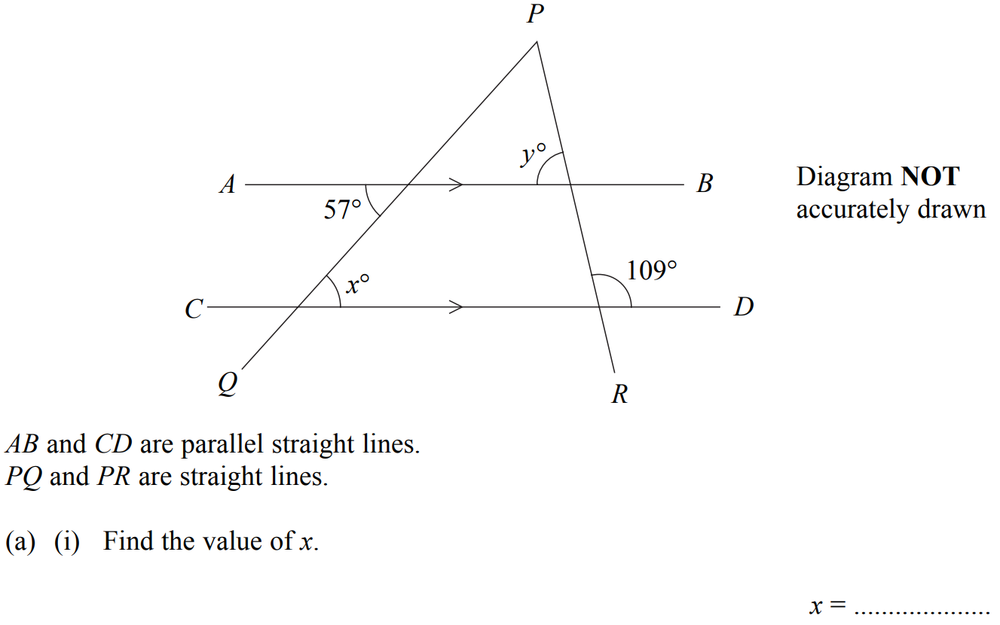 P
y°
A
B
Diagram NOT
accurately drawn
57°
109°
x°
C
D
Q
R
AB and CD are parallel straight lines.
PQ and PR are straight lines.
(a) (i) Find the value of x.
x = ....................